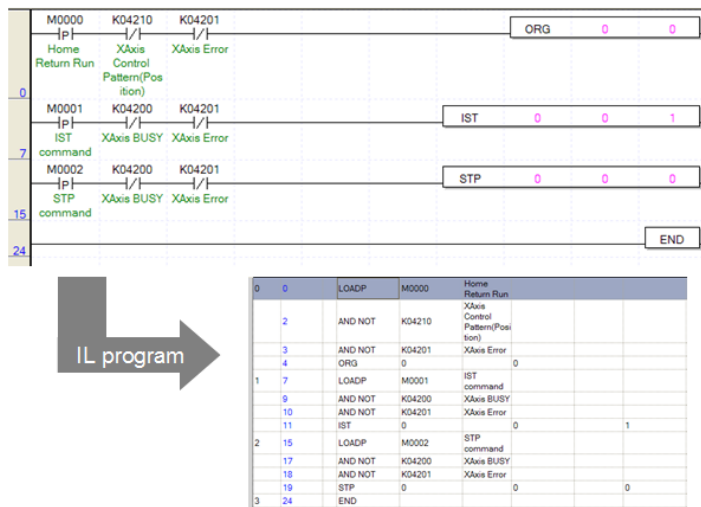 M0000 K04210 K04201
P / / ORG 0 0
Home XAxis XAxis Error
Return Run Control
Pattern(Pos
ition)
0
M0001 K04200 K04201
P / / IST 0 0 1
IST XAxis BUSY XAxis Error
command
7
M0002 K04200 K04201
P / / STP 0 0 0
STP XAxis BUSY XAxis Error
command
15
END
24
IL program
0 0 LOADP M0000 Home
Return Run
2 AND NOT K04210 XAxis
Control
Pattern(Posi
tion)
3 AND NOT K04201 XAxis Error
4 ORG 0 0
1 7 LOADP M0001 IST
command
9 AND NOT K04200 XAxis BUSY
10 AND NOT K04201 XAxis Error
11 IST 0 0 1
2 15 LOADP M0002 STP
command
17 AND NOT K04200 XAxis BUSY
18 AND NOT K04201 XAxis Error
19 STP 0 0 0
3 24 END